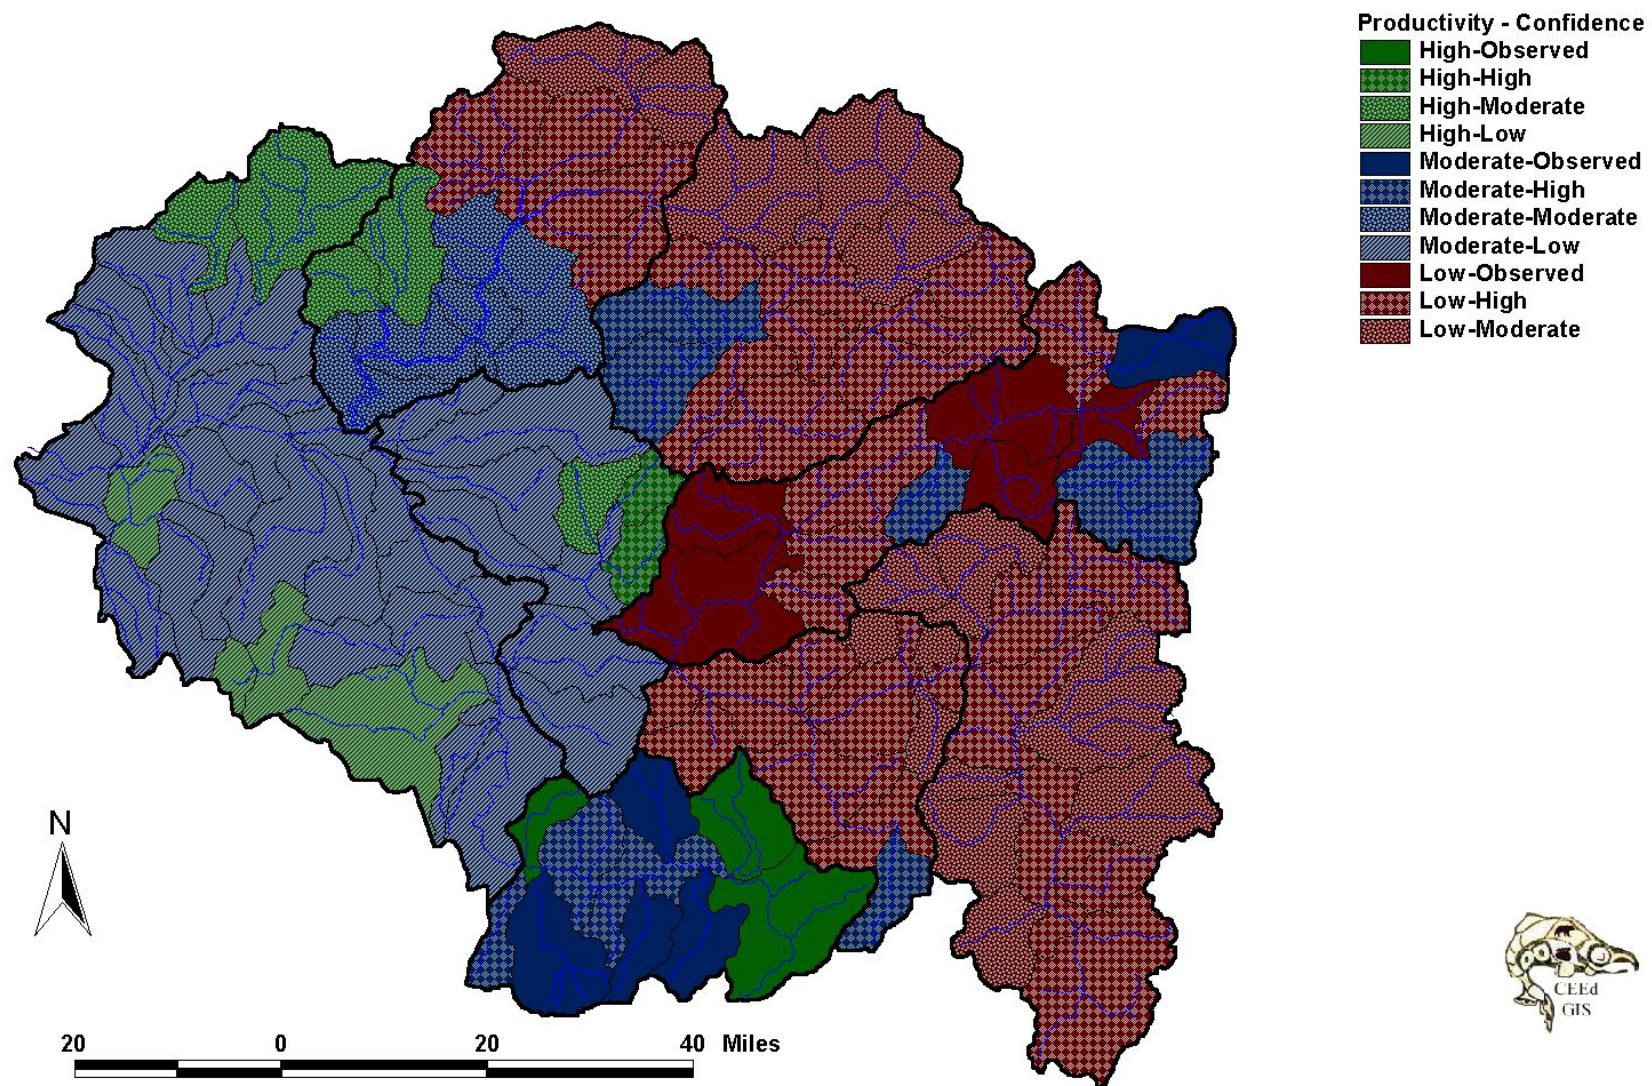 Productivity - Confidence
High-Observed
High-High
High-Moderate
High-Low
Moderate-Observed
Moderate-High
Moderate-Moderate
Moderate-Low
Low-Observed
Low-High
Low-Moderate
N
20 0 20 40 Miles
CEEd
GIS